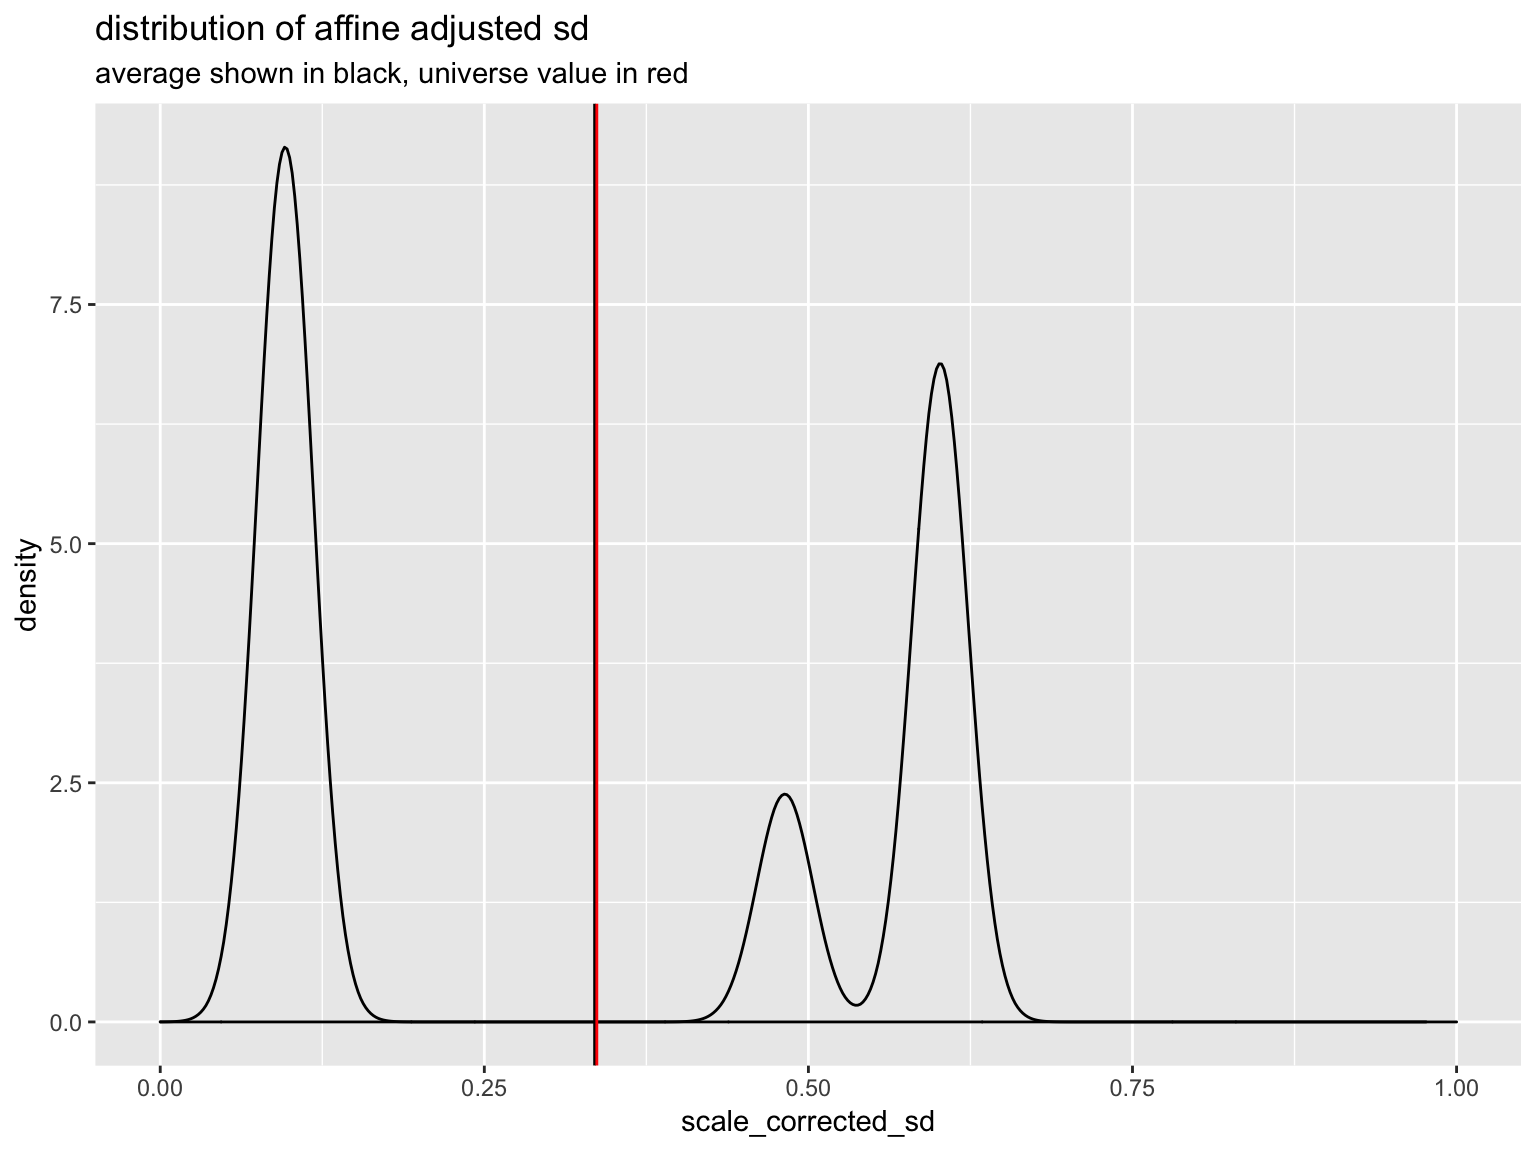 distribution of affine adjusted sd
average shown in black, universe value in red
density
7.5
5.0
2.5
0.0
0.00 0.25 0.50 0.75 1.00
scale_corrected_sd